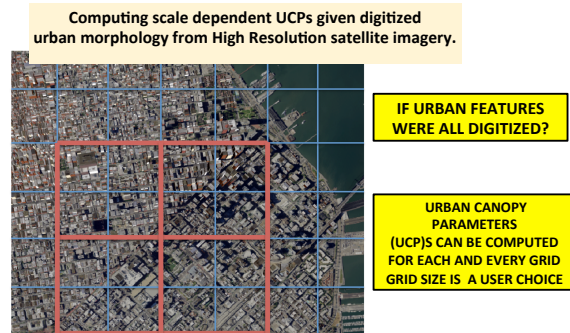 Computing scale dependent UCPs given digitized
urban morphology from High Resolution satellite imagery.
IF URBAN FEATURES
WERE ALL DIGITIZED?
URBAN CANOPY
PARAMETERS
(UCP)S CAN BE COMPUTED
FOR EACH AND EVERY GRID
GRID SIZE IS A USER CHOICE